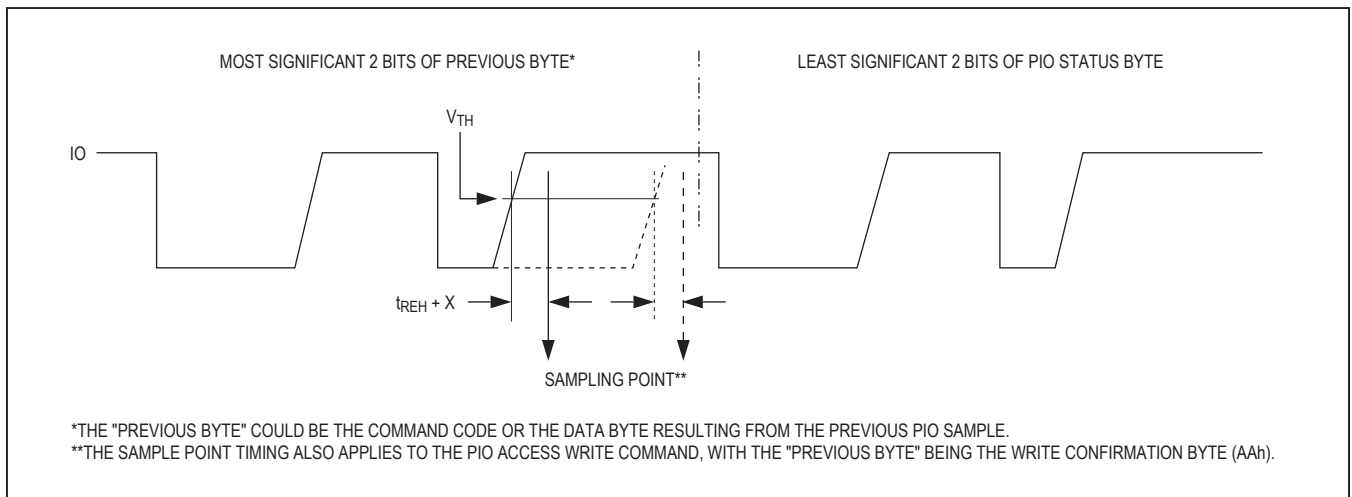 MOST SIGNIFICANT 2 BITS OF PREVIOUS BYTE*
LEAST SIGNIFICANT 2 BITS OF PIO STATUS BYTE
VTH
IO
tREH + X
SAMPLING POINT**
*THE "PREVIOUS BYTE" COULD BE THE COMMAND CODE OR THE DATA BYTE RESULTING FROM THE PREVIOUS PIO SAMPLE.
**THE SAMPLE POINT TIMING ALSO APPLIES TO THE PIO ACCESS WRITE COMMAND, WITH THE "PREVIOUS BYTE" BEING THE WRITE CONFIRMATION BYTE (AAh).